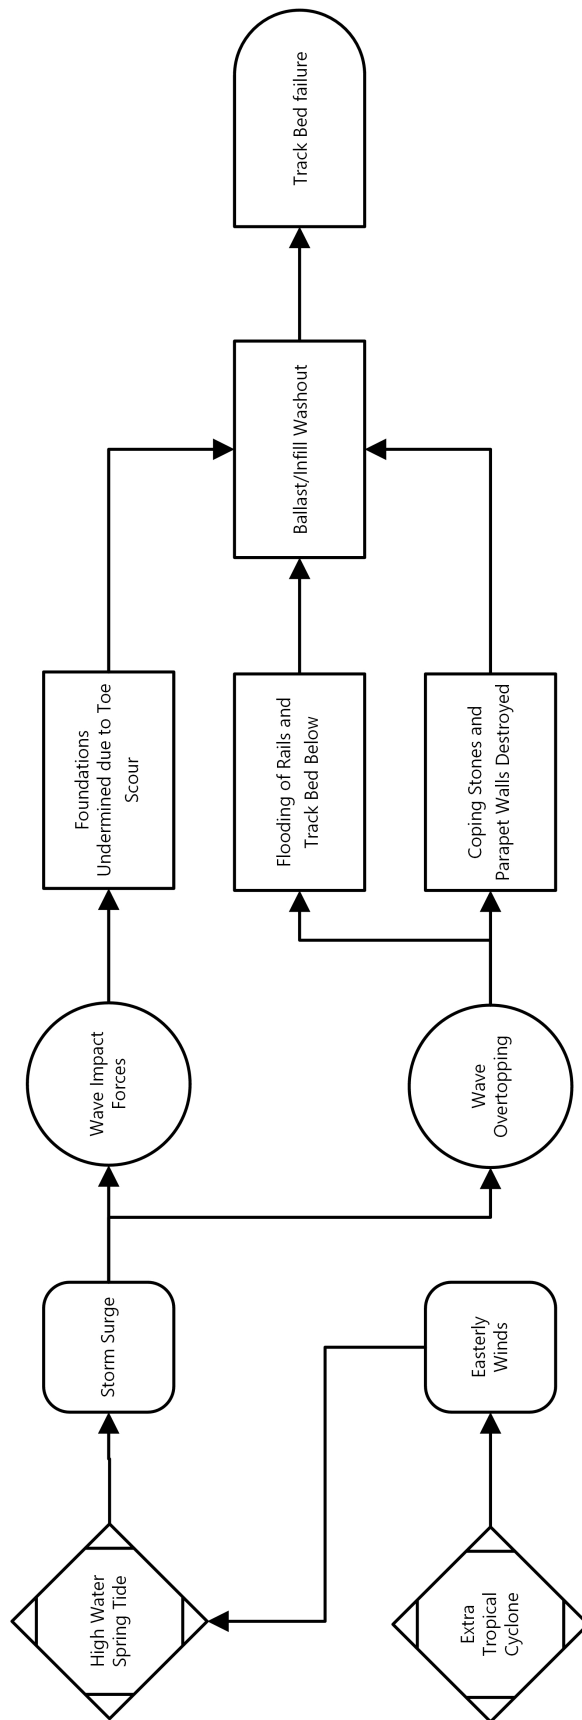 High Water
Spring Tide
Storm Surge
Wave Impact
Forces
Foundations
Undermined due to Toe
Scour
Ballast/Infill Washout
Track Bed failure
Flooding of Rails and
Track Bed Below
Extra
Tropical
Cyclone
Easterly
Winds
Wave
Overtopping
Coping Stones and
Parapet Walls Destroyed